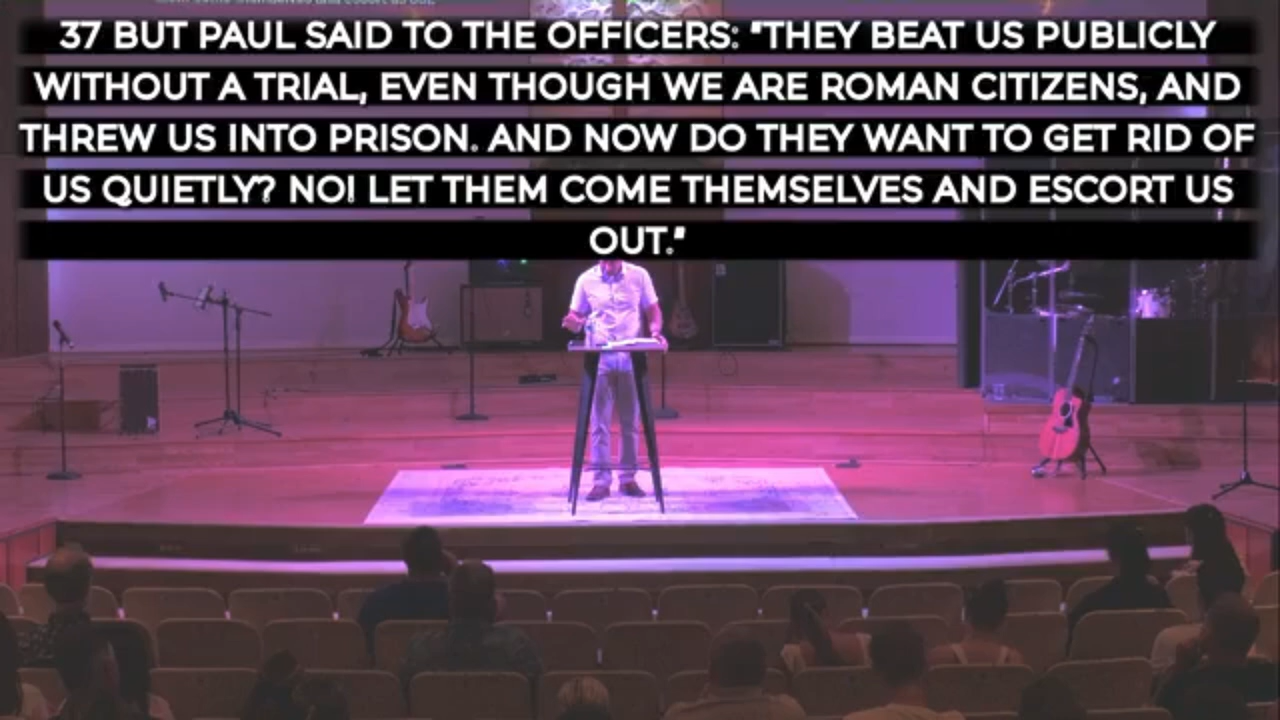 37 BUT PAUL SAID TO THE OFFICERS: "THEY BEAT US PUBLICLY
WITHOUT A TRIAL, EVEN THOUGH WE ARE ROMAN CITIZENS, AND
THREW US INTO PRISON. AND NOW DO THEY WANT TO GET RID OF
US QUIETLY? NO! LET THEM COME THEMSELVES AND ESCORT US
OUT."